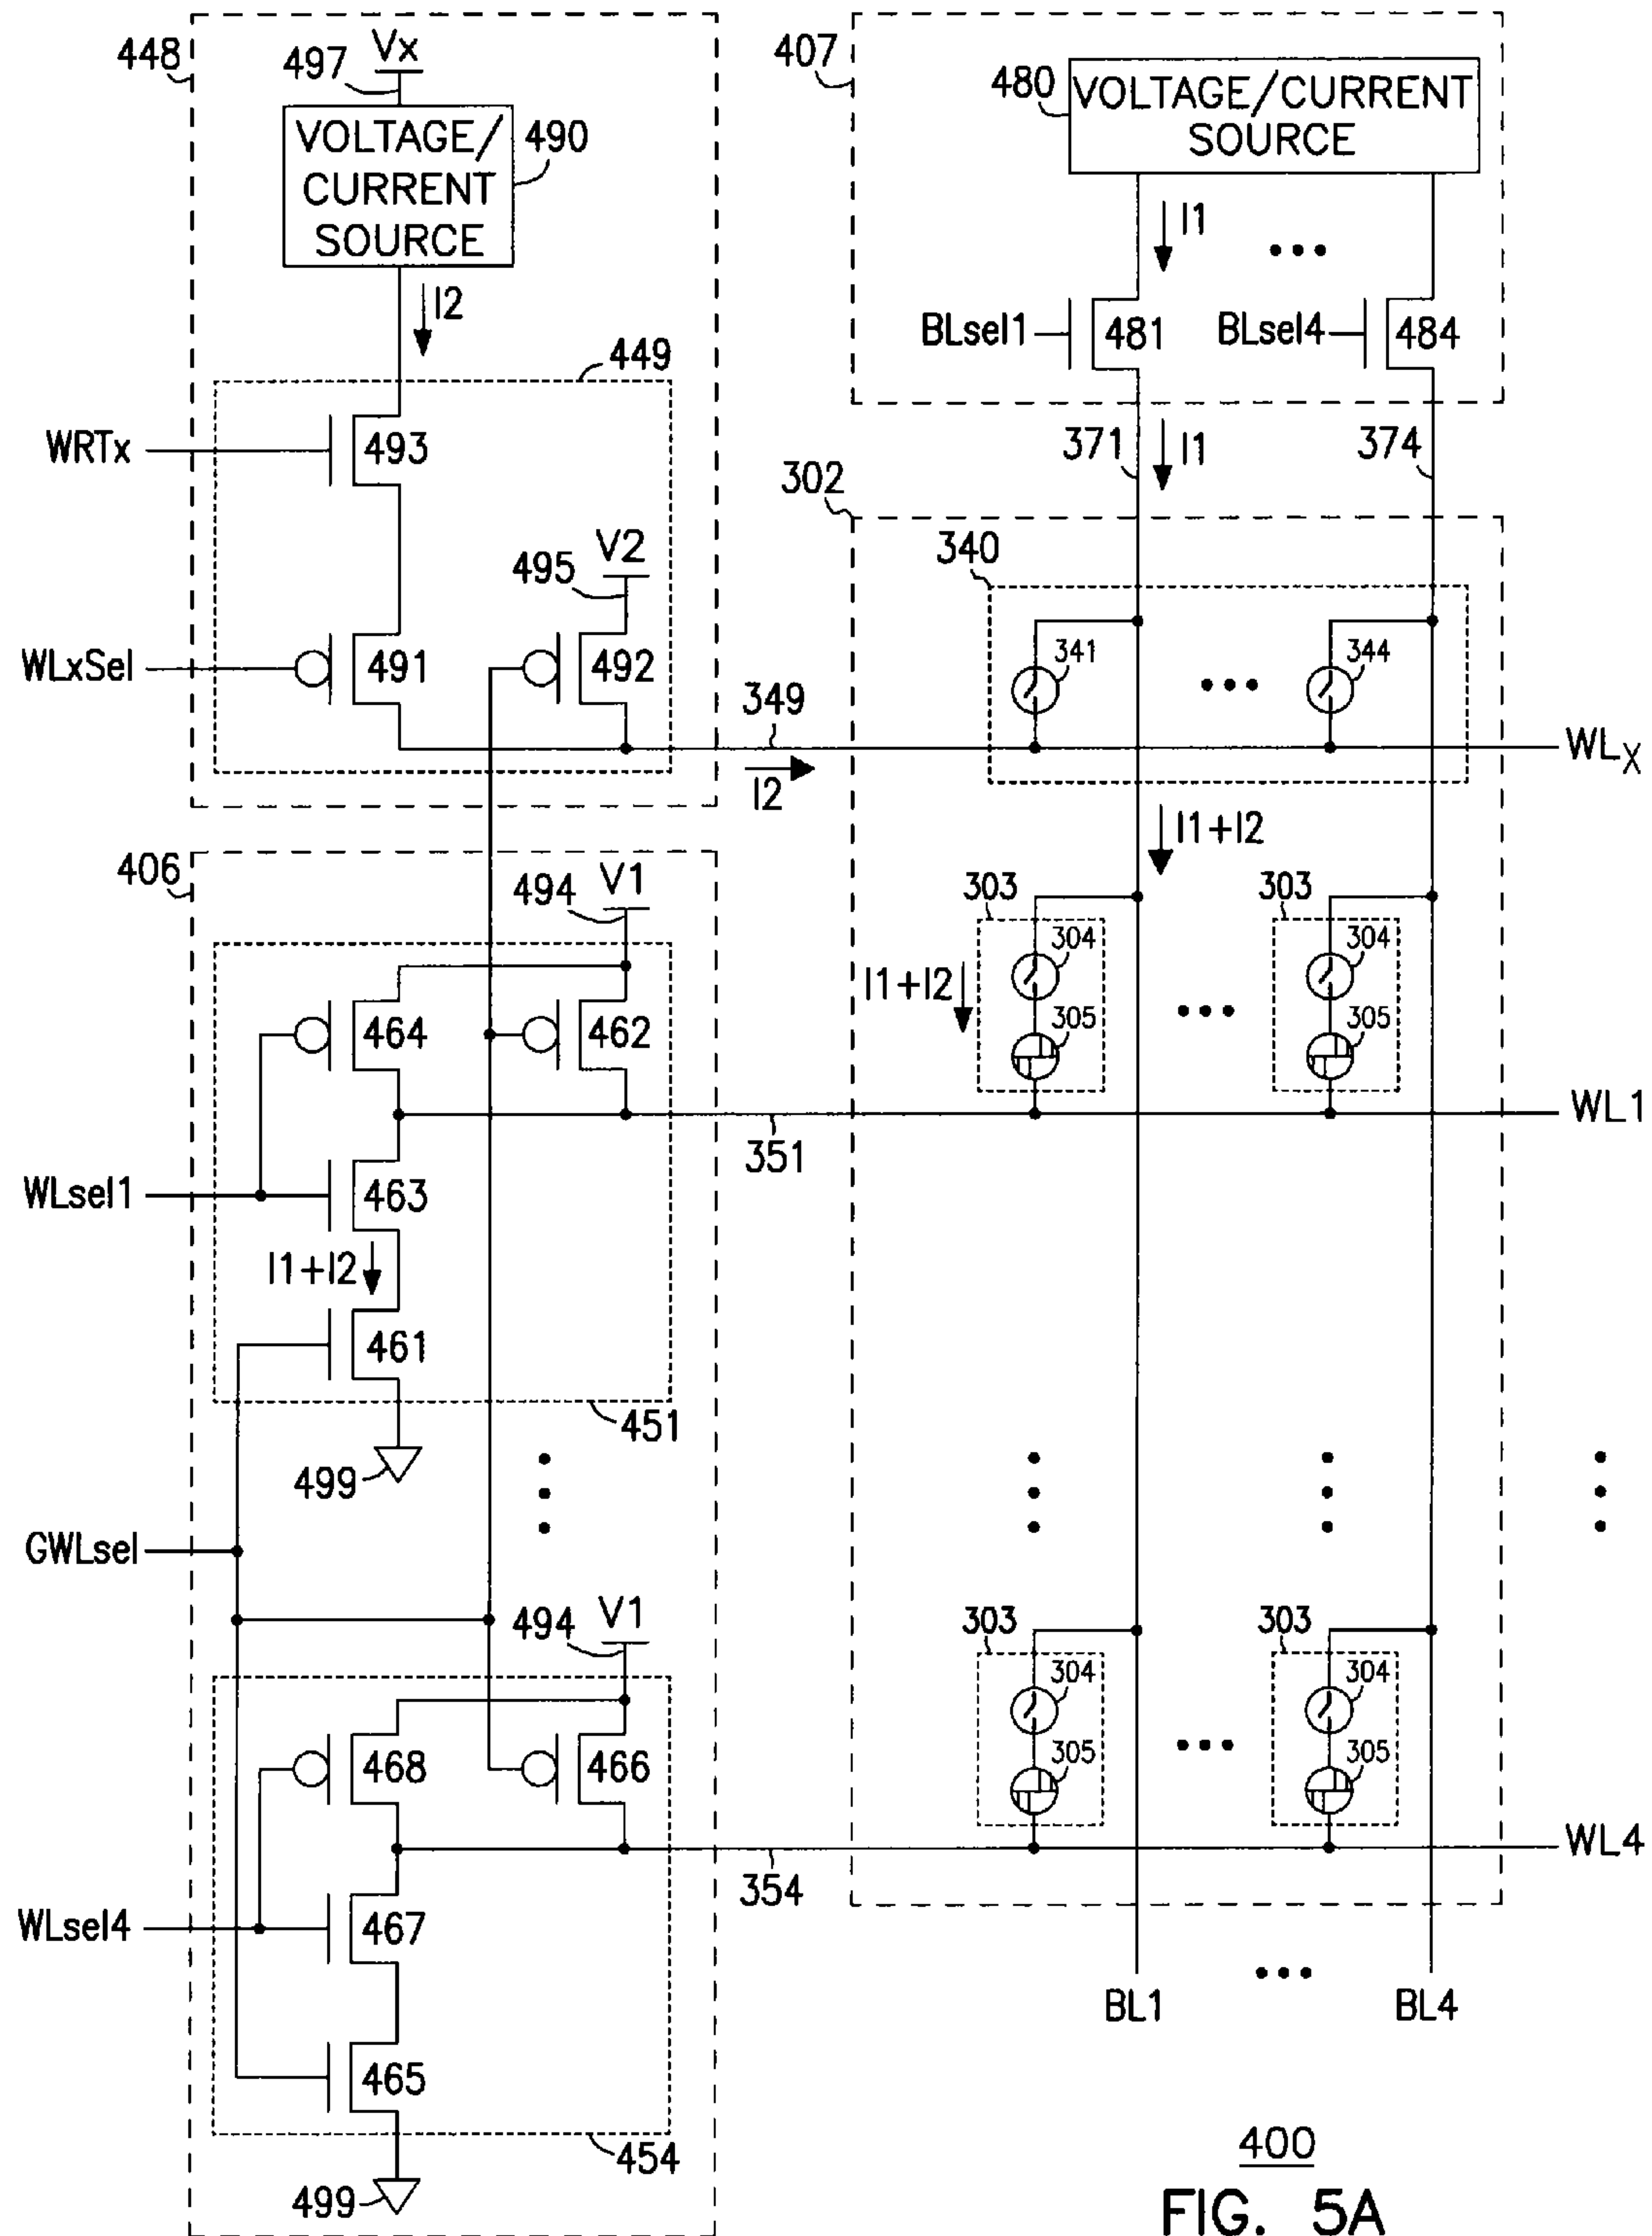 448
497
Vx
VOLTAGE/
CURRENT
SOURCE
490
I2
449
WRTx
493
V2
495
WLxSel
491
492
349
I2
407
480
VOLTAGE/CURRENT
SOURCE
I1
BLsel1
481
BLsel4
484
371
I1
374
302
340
341
344
WLX
I1+I2
406
494
V1
464
462
WLsel1
463
I1+I2
461
451
499
351
303
303
I1+I2
304
304
305
305
WL1
GWLsel
494
V1
468
466
WLsel4
467
465
454
499
354
303
303
304
304
305
305
WL4
BL1
BL4
400
FIG. 5A